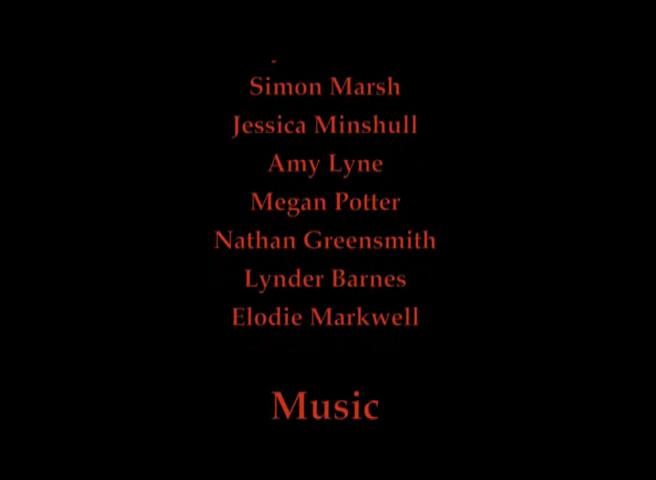 Simon Marsh
Jessica Minshull
Amy Lyne
Megan Potter
Nathan Greensmith
Lynder Barnes
Elodie Markwell
Music